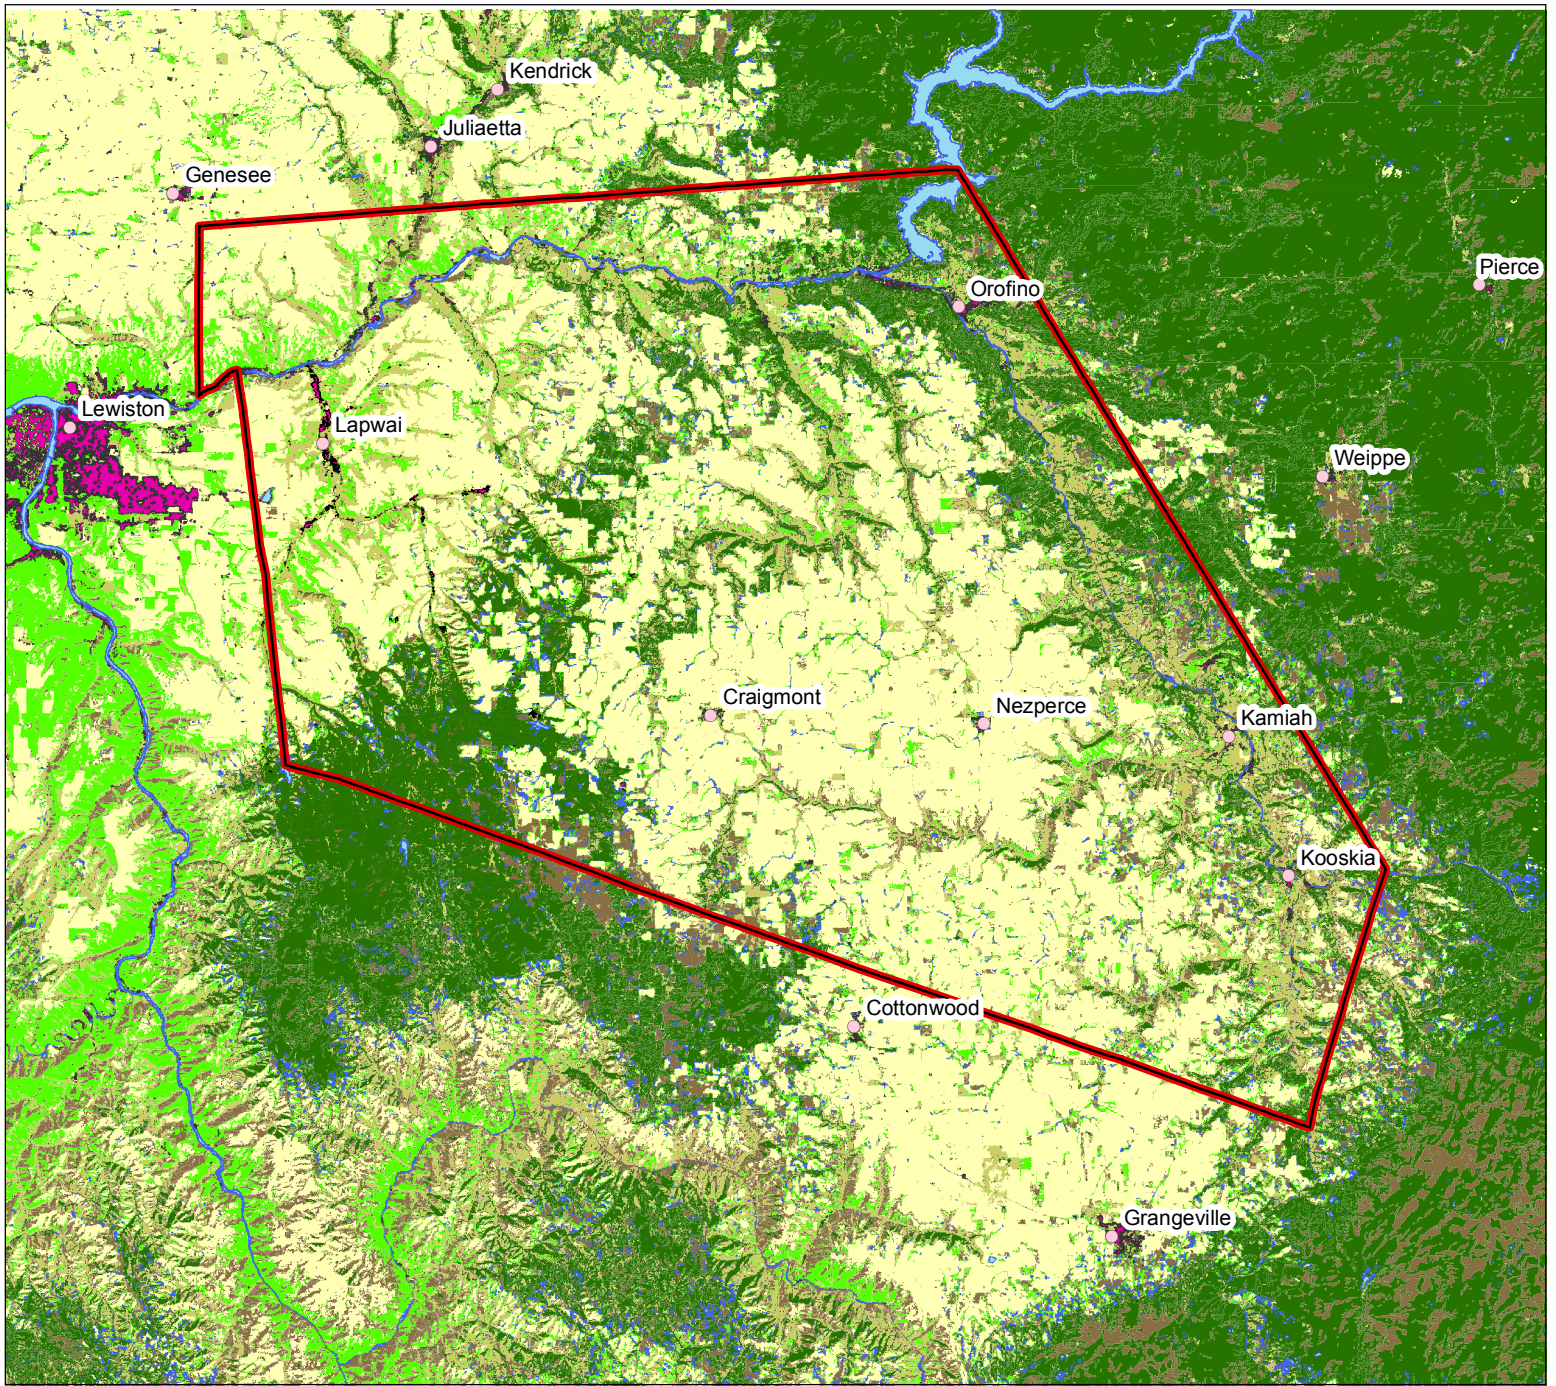 Kendrick
Juliaetta
Genesee
Pierce
Orofino
Lewiston
Lapwai
Weippe
Craigmont
Nezperce
Kamiah
Kooskia
Cottonwood
Grangeville